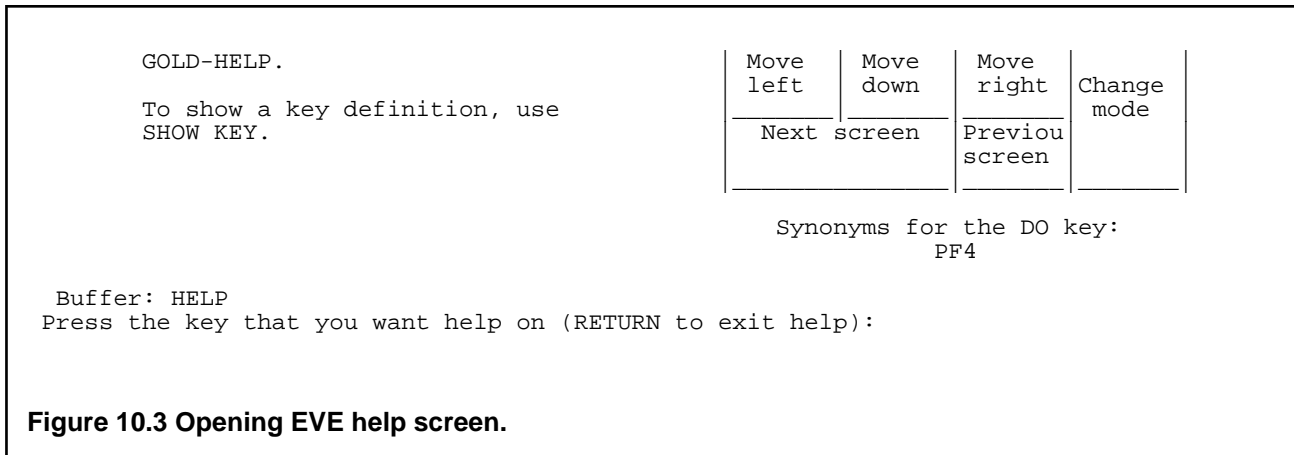 GOLD-HELP.
To show a key definition, use
SHOW KEY.
Move Move Move
left down right Change
mode
Next screen Previou
screen
Synonyms for the DO key:
PF4
Buffer: HELP
Press the key that you want help on (RETURN to exit help):
Figure 10.3 Opening EVE help screen.